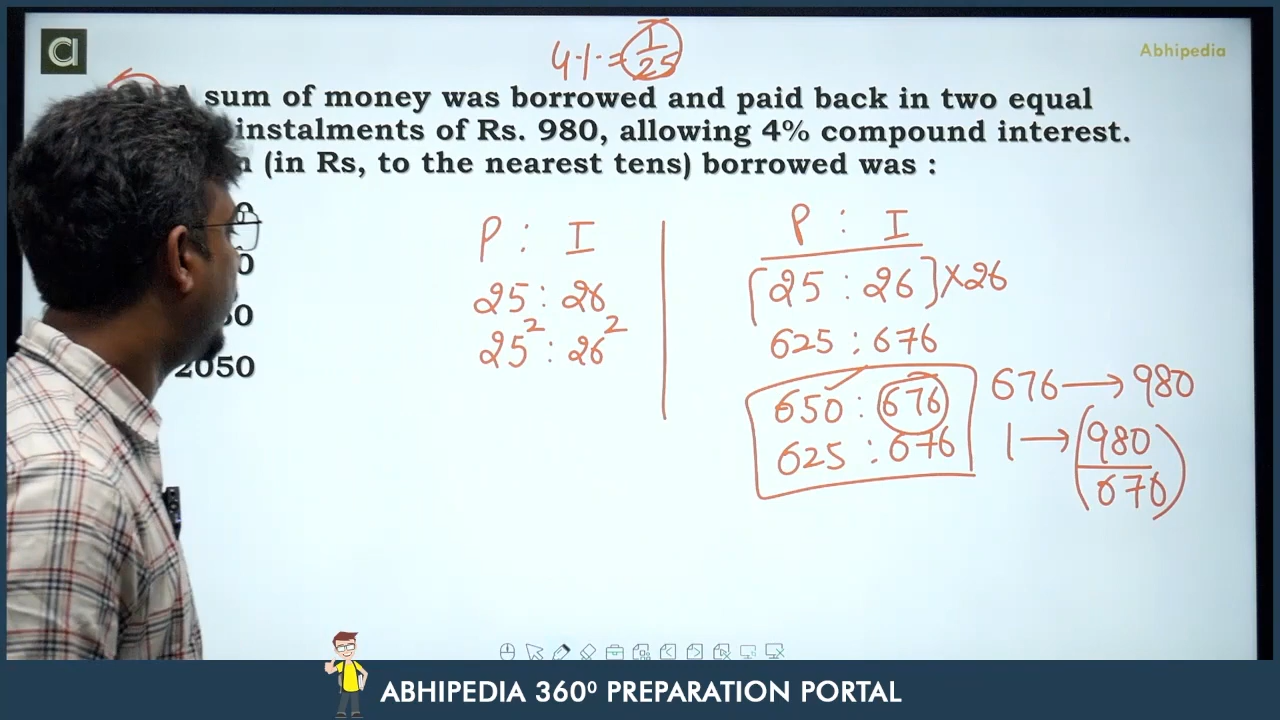 4% = 1/25
Abhipedia
A sum of money was borrowed and paid back in two equal
instalments of Rs. 980, allowing 4% compound interest.
(in Rs, to the nearest tens) borrowed was :
2050
P : I
25 : 26
25² : 26²
P : I
[25 : 26] × 26
625 : 676
650 : 676
625 : 676
676 → 980
1 → (980/676)
ABHIPEDIA 360⁰ PREPARATION PORTAL